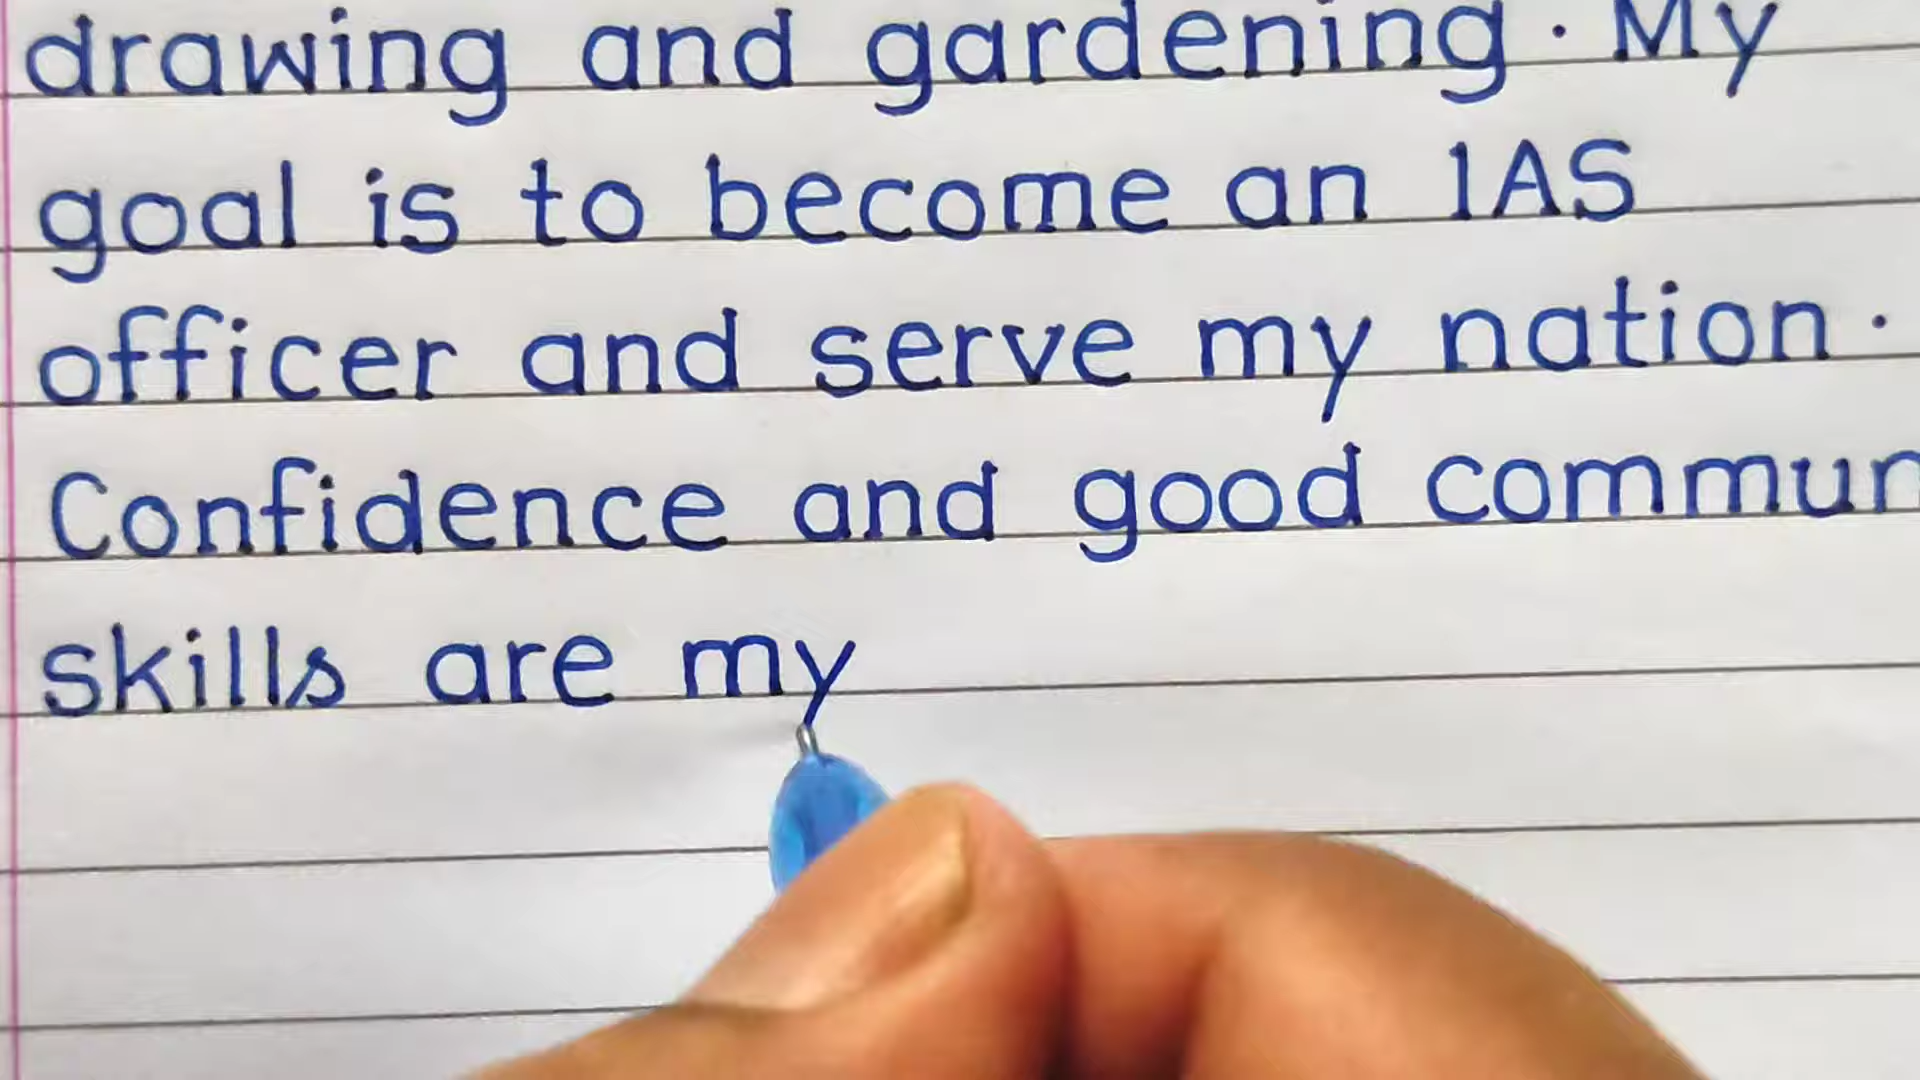 drawing and gardening. My
goal is to become an IAS
officer and serve my nation.
Confidence and good
skills are my